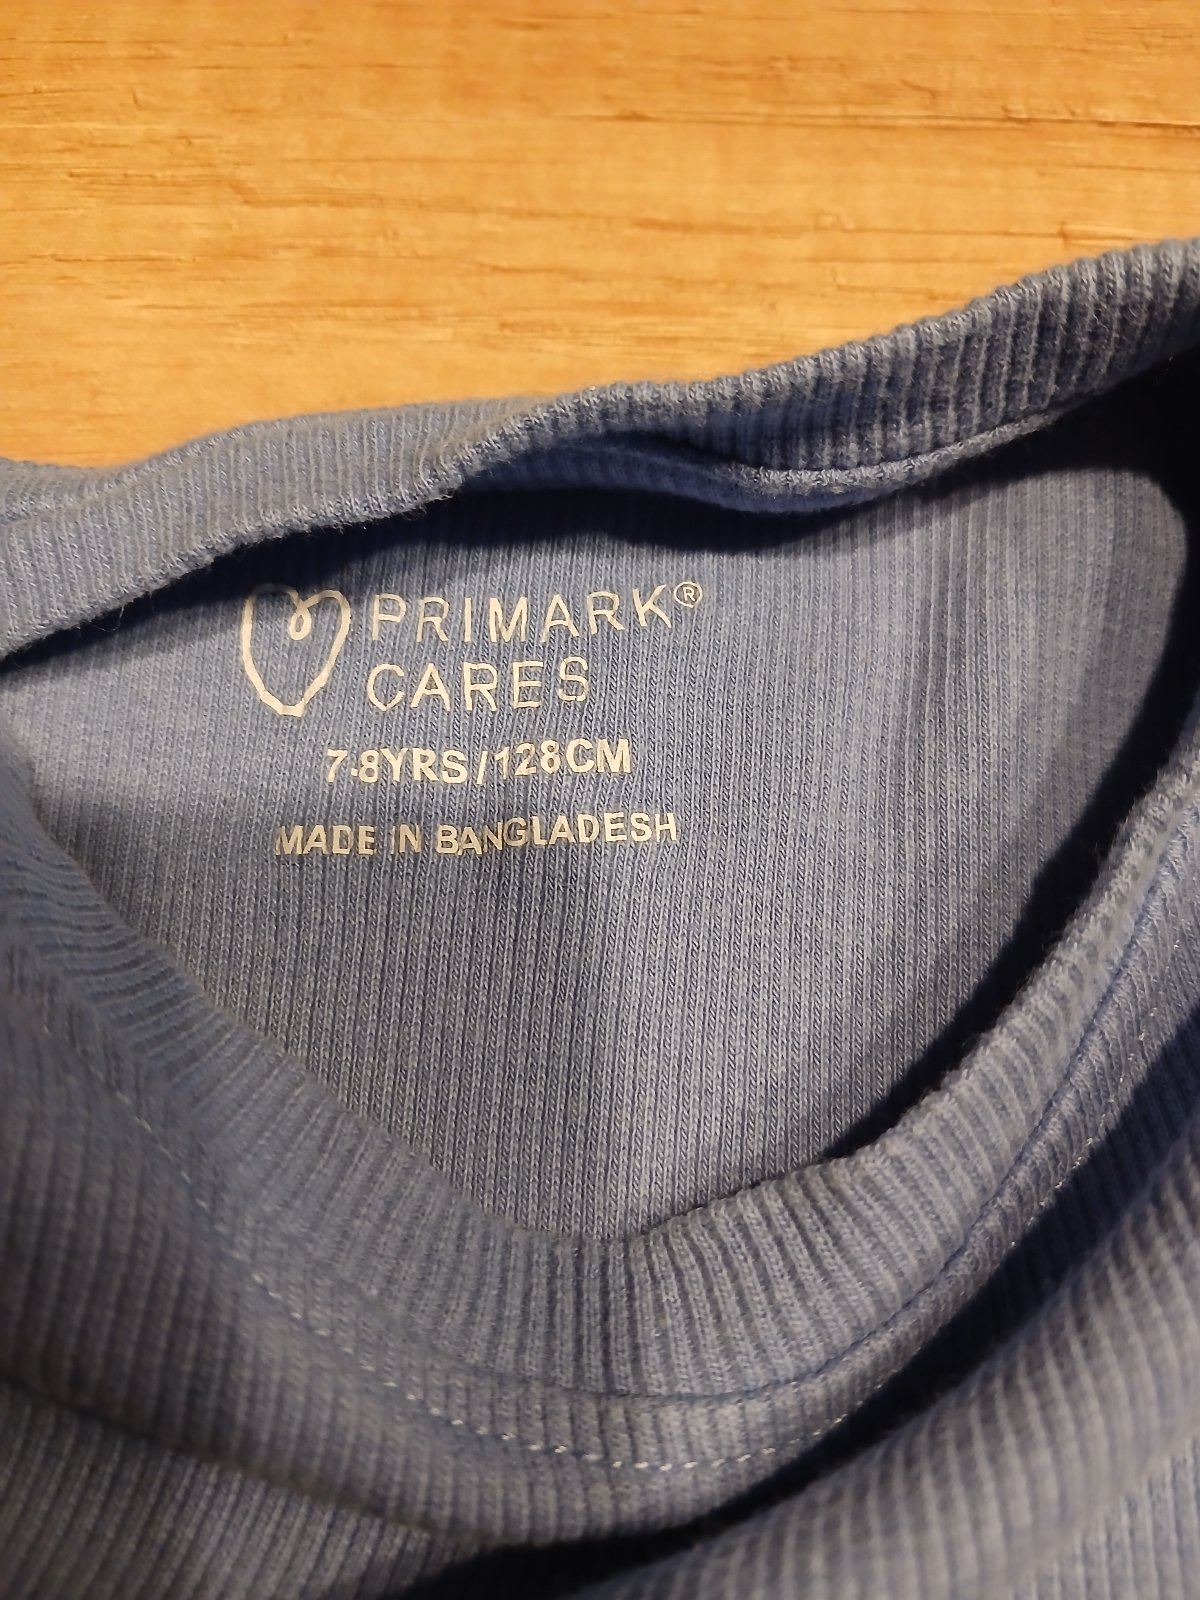 PRIMARK®
CARES
7-8YRS/128CM
MADE IN BANGLADESH